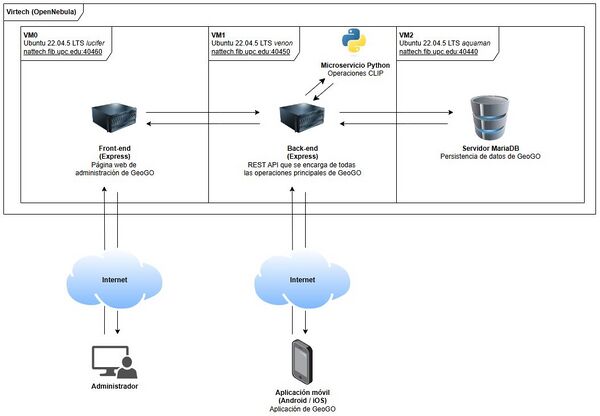 Virtech (OpenNebula)
VM0
Ubuntu 22.04.5 LTS lucifer
nattech.fib.upc.edu:40460
VM1
Ubuntu 22.04.5 LTS venon
nattech.fib.upc.edu:40450
VM2
Ubuntu 22.04.5 LTS aquaman
nattech.fib.upc.edu:40440
Microservicio Python
Operaciones CLIP
Front-end
(Express)
Página web de
administración de GeoGO
Back-end
(Express)
REST API que se encarga de todas
las operaciones principales de GeoGO
Servidor MariaDB
Persistencia de datos de GeoGO
Internet
Internet
Administrador
Aplicación móvil
(Android / iOS)
Aplicación de GeoGO